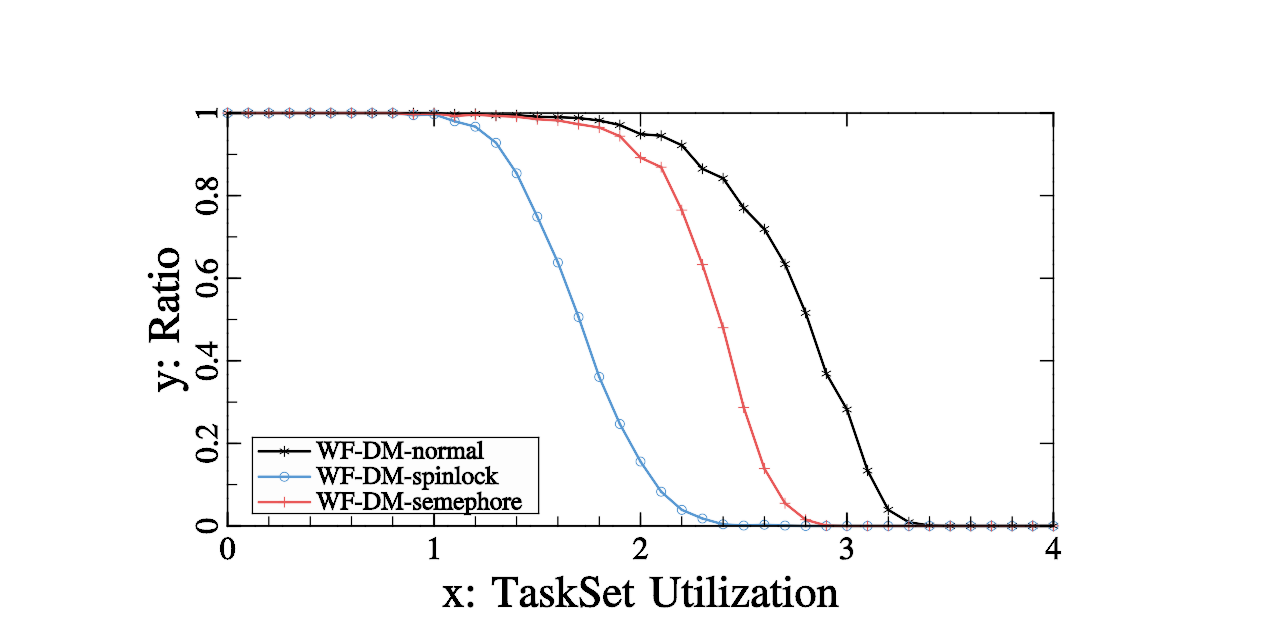 1
0.8
0.6
0.4
0.2
0
y: Ratio
WF-DM-normal
WF-DM-spinlock
WF-DM-semephore
0 1 2 3 4
x: TaskSet Utilization